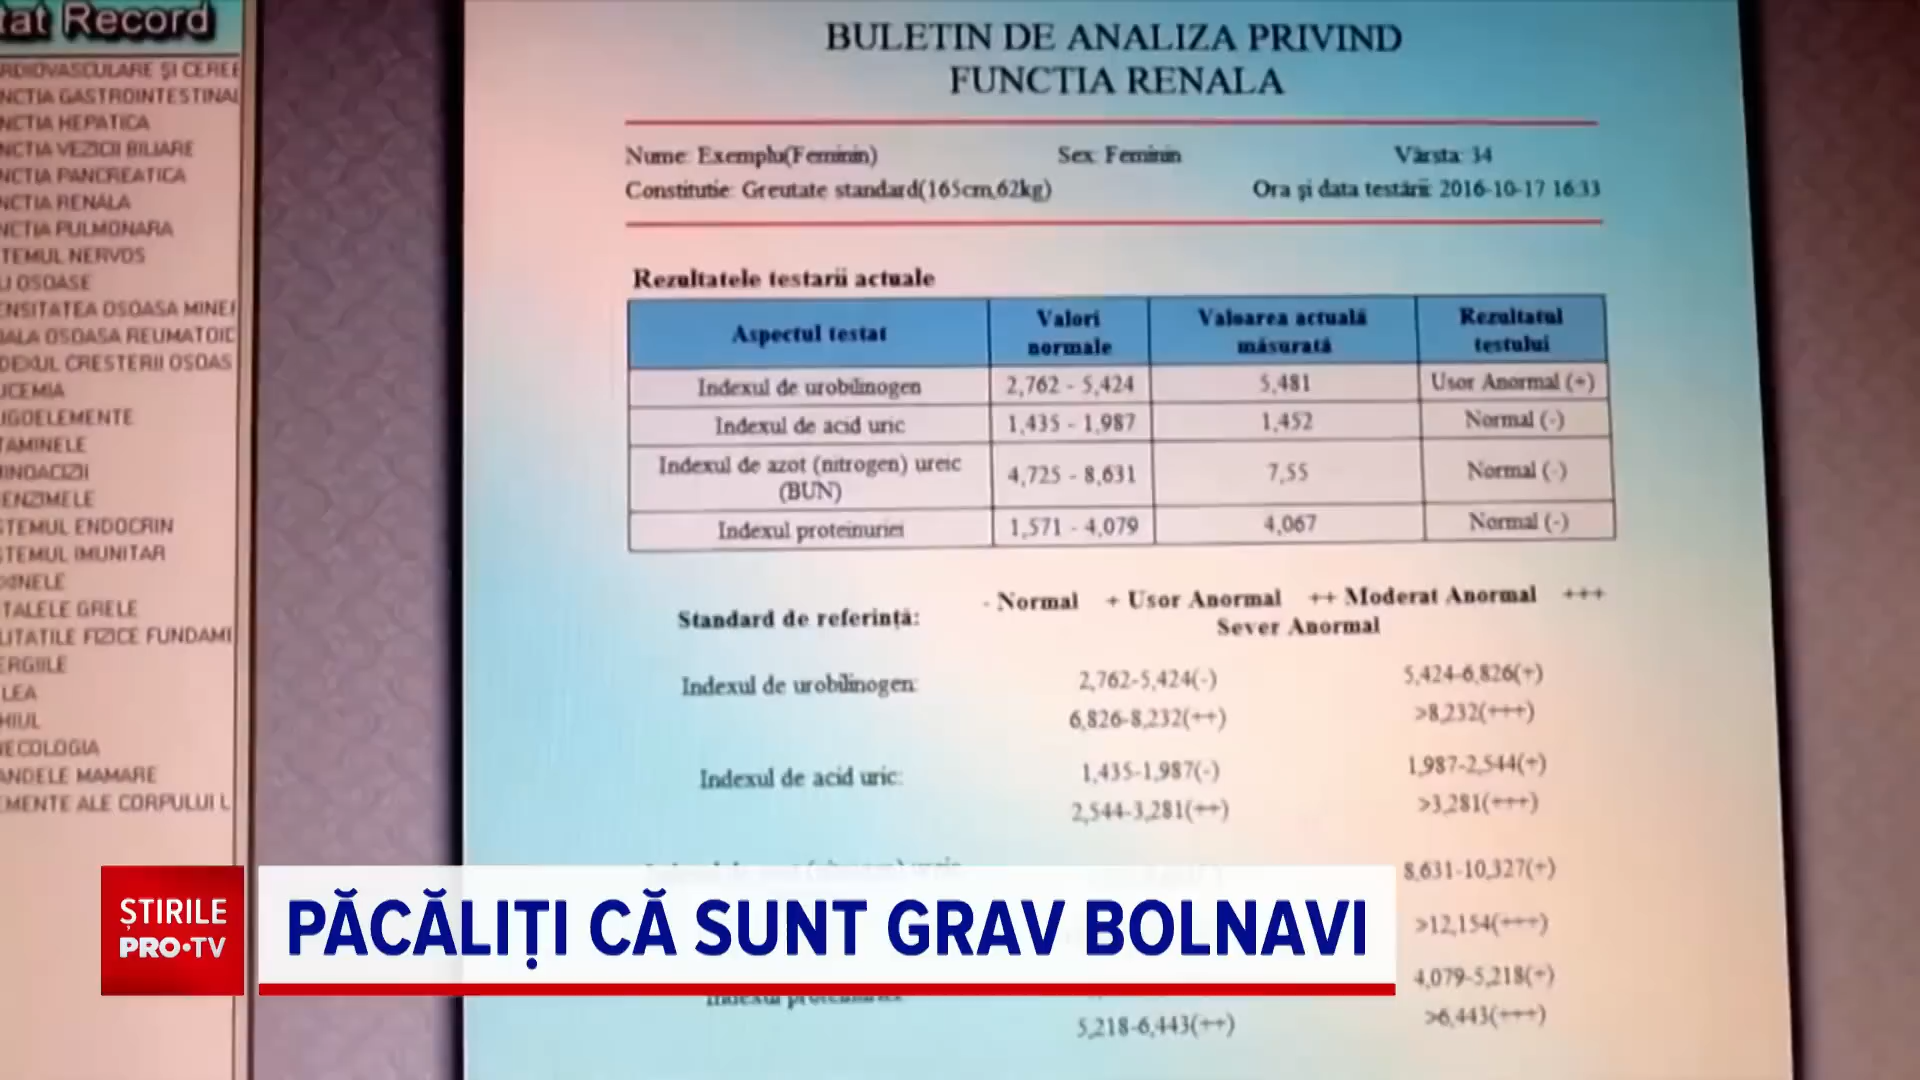 tat Record
RDIOVASCULARE ȘI CEREB
NCTIA GASTROINTESTINAL
NCTIA HEPATICA
NCTIA VEZICII BILIARE
NCTIA PANCREATICA
NCTIA RENALA
NCTIA PULMONARA
TEMUL NERVOS
LI OSOASE
ENSITATEA OSOASA MINER
OALA OSOASA REUMATOID
DEXUL CRESTERII OSOAS
UCEMIA
IGOELEMENTE
TAMINELE
INOACIZII
ENZIMELE
STEMUL ENDOCRIN
STEMUL IMUNITAR
XINELE
TALELE GRELE
LITATILE FIZICE FUNDAME
ERGIILE
LEA
HIUL
NECOLOGIA
ANDELE MAMARE
EMENTE ALE CORPULUI L
BULETIN DE ANALIZA PRIVIND
FUNCTIA RENALA
Nume: Exemplu(Feminin) Sex: Feminin Vârsta: 34
Constitutie: Greutate standard(165cm,62kg) Ora și data testării: 2016-10-17 16:33
Rezultatele testarii actuale
Aspectul testat Valori normale Valoarea actuală măsurată Rezultatul testului
Indexul de urobilinogen 2,762 - 5,424 5,481 Usor Anormal (+)
Indexul de acid uric 1,435 - 1,987 1,452 Normal (-)
Indexul de azot (nitrogen) ureic (BUN) 4,725 - 8,631 7,55 Normal (-)
Indexul proteinuriei 1,571 - 4,079 4,067 Normal (-)
Standard de referință: - Normal + Usor Anormal ++ Moderat Anormal +++
Sever Anormal
Indexul de urobilinogen: 2,762-5,424(-) 5,424-6,826(+)
6,826-8,232(++) >8,232(+++)
Indexul de acid uric: 1,435-1,987(-) 1,987-2,544(+)
2,544-3,281(++) >3,281(+++)
8,631-10,327(+)
>12,154(+++)
4,079-5,218(+)
5,218-6,443(++) >6,443(+++)
ȘTIRILE
PRO•TV
PĂCĂLIȚI CĂ SUNT GRAV BOLNAVI